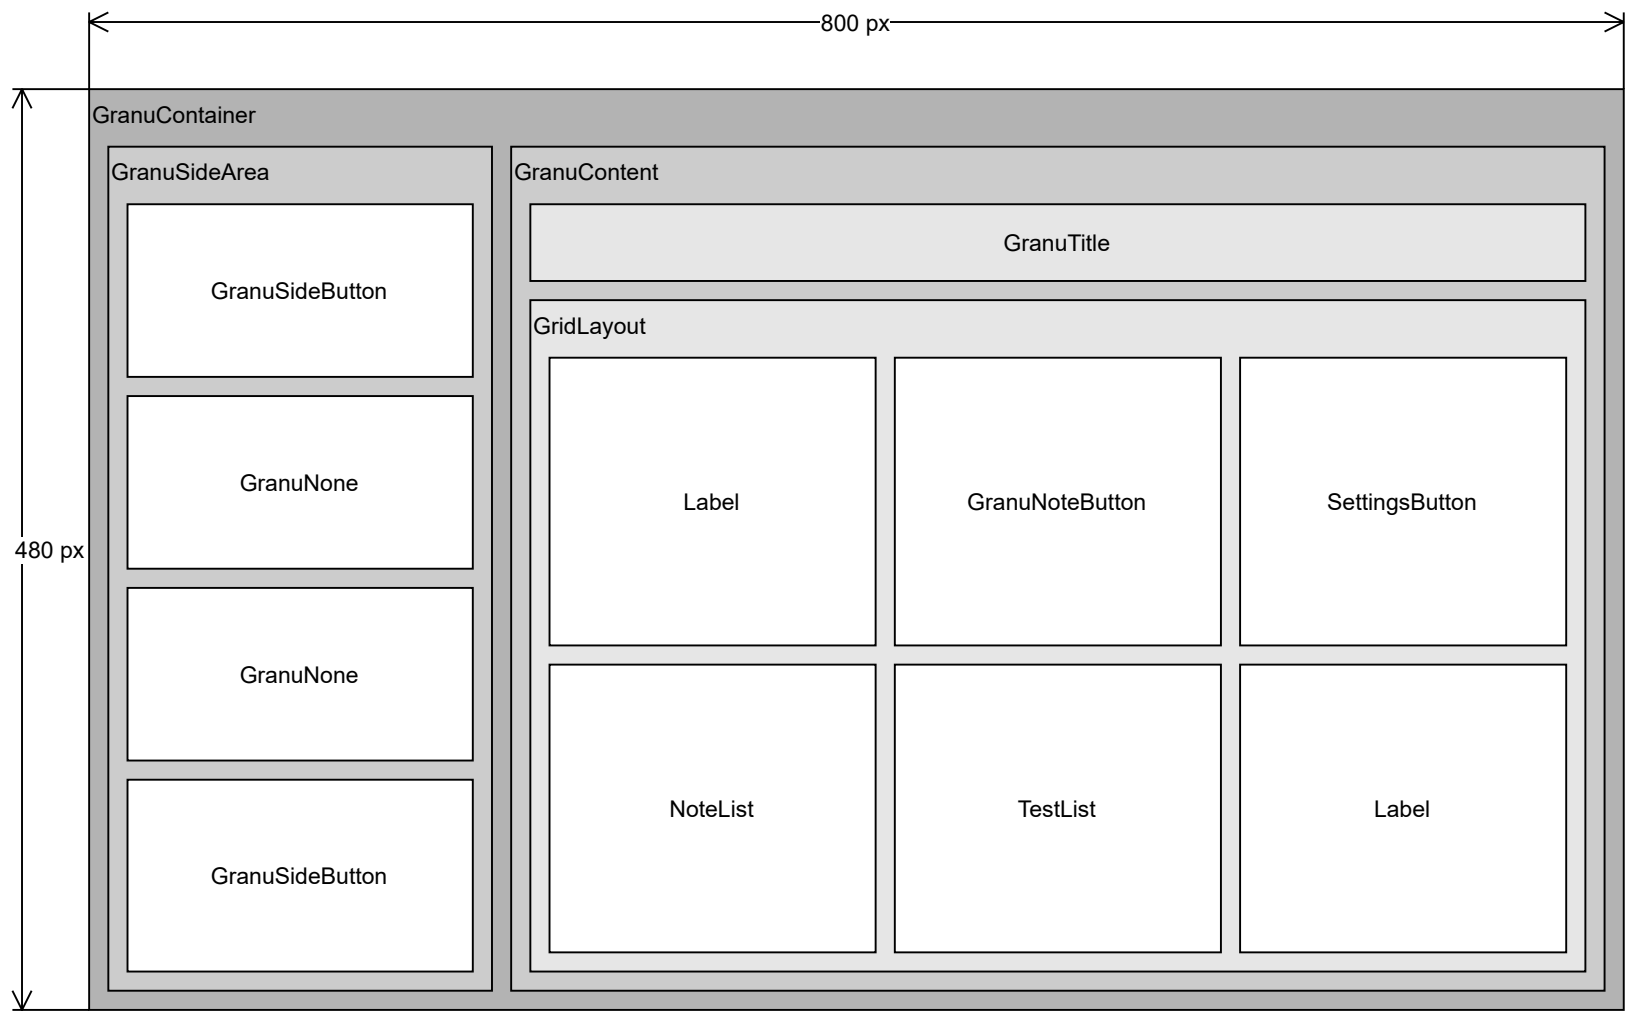 800 px
GranuContainer
GranuSideArea
GranuContent
GranuTitle
GranuSideButton
GridLayout
GranuNone
Label
GranuNoteButton
SettingsButton
480 px
GranuNone
NoteList
TestList
Label
GranuSideButton